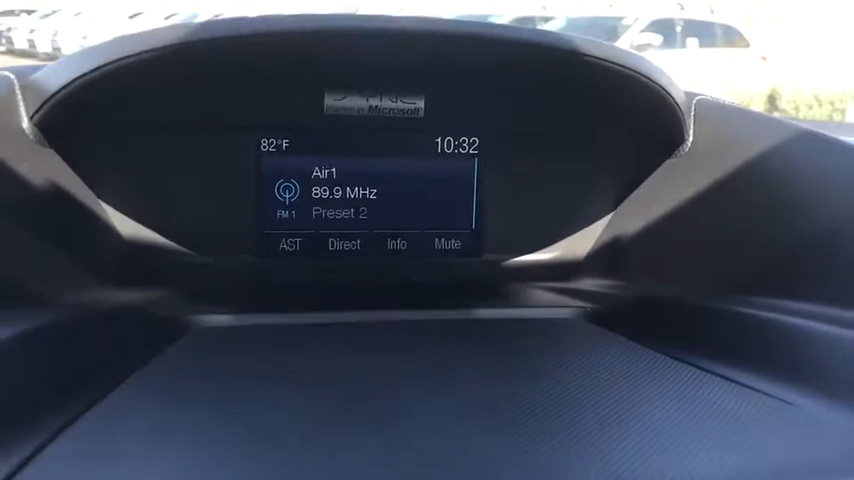 SYNC
Powered by Microsoft
82°F
10:32
Air1
89.9 MHz
FM 1
Preset 2
AST Direct Info Mute